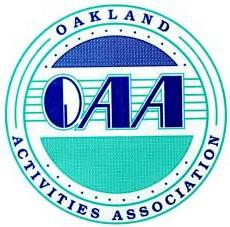 OAKLAND
OAA
ACTIVITIES ASSOCIATION